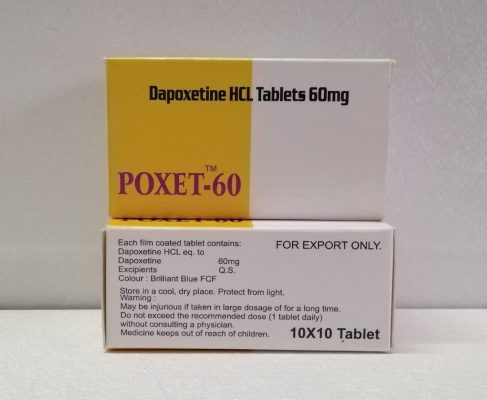 Dapoxetine HCL Tablets 60mg
POXET™-60
POXET-60
Each film coated tablet contains:
Dapoxetine HCL eq. to
Dapoxetine 60mg
Excipients Q.S.
Colour : Brilliant Blue FCF
FOR EXPORT ONLY.
Store in a cool, dry place. Protect from light.
Warning :
May be injurious if taken in large dosage of for a long time.
Do not exceed the recommended dose (1 tablet daily)
without consulting a physician.
Medicine keeps out of reach of children.
10X10 Tablet